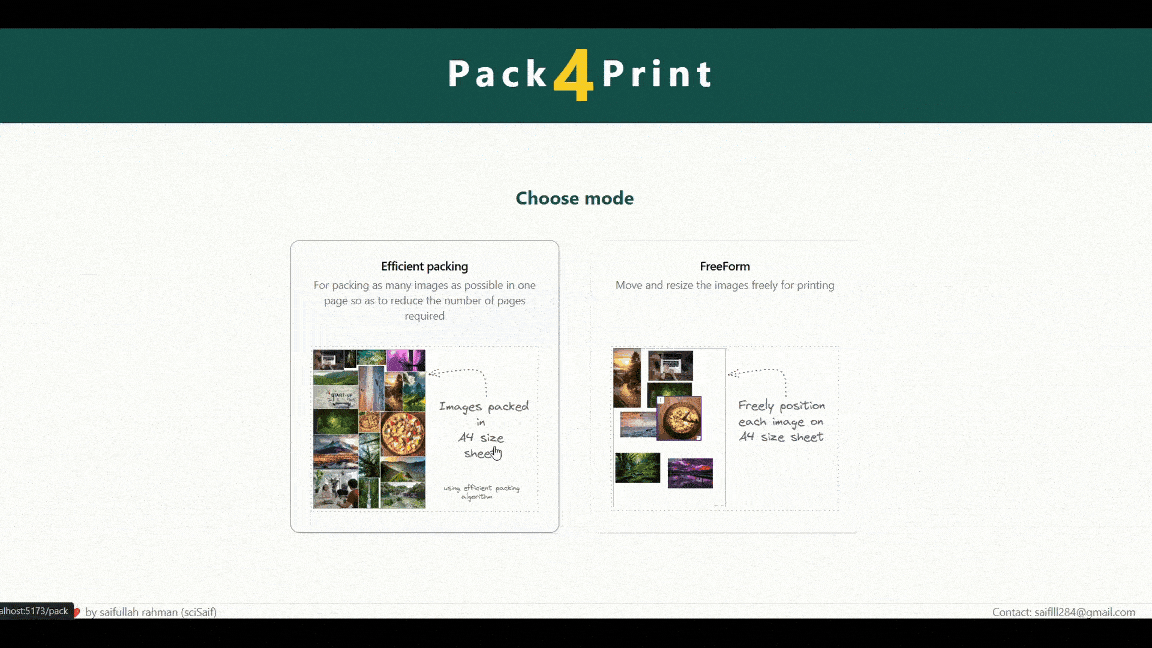 Pack4Print
Choose mode
Efficient packing
For packing as many images as possible in one
page so as to reduce the number of pages
required
Images packed
in
A4 size
sheet
using efficient packing
algorithm
FreeForm
Move and resize the images freely for printing
Freely position
each image on
A4 size sheet
alhost:5173/pack
by saifullah rahman (sciSaif)
Contact: saiflll284@gmail.com